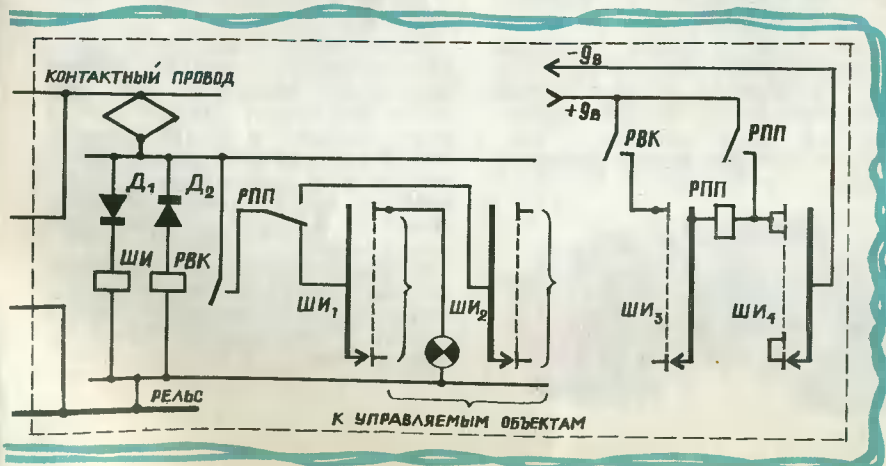 КОНТАКТНЫЙ ПРОВОД
-9в
+9в
РВК
РПП
Д1
Д2
РПП
РПП
ШИ
РВК
ШИ1
ШИ2
ШИ3
ШИ4
РЕЛЬС
К УПРАВЛЯЕМЫМ ОБЪЕКТАМ